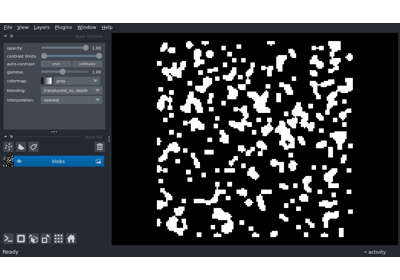 File View Layers Plugins Window Help
opacity: 1.00
contrast limits:
auto-contrast: once continuous
gamma: 1.00
colormap: gray
blending: translucent_no_depth
interpolation: nearest
blobs
Ready activity